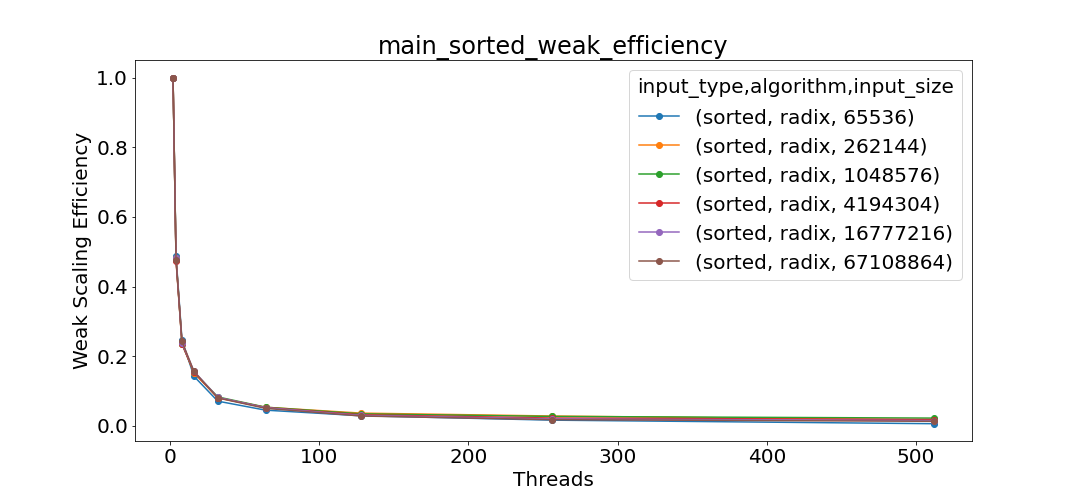 main_sorted_weak_efficiency
Weak Scaling Efficiency
1.0
0.8
0.6
0.4
0.2
0.0
input_type,algorithm,input_size
(sorted, radix, 65536)
(sorted, radix, 262144)
(sorted, radix, 1048576)
(sorted, radix, 4194304)
(sorted, radix, 16777216)
(sorted, radix, 67108864)
0 100 200 300 400 500
Threads